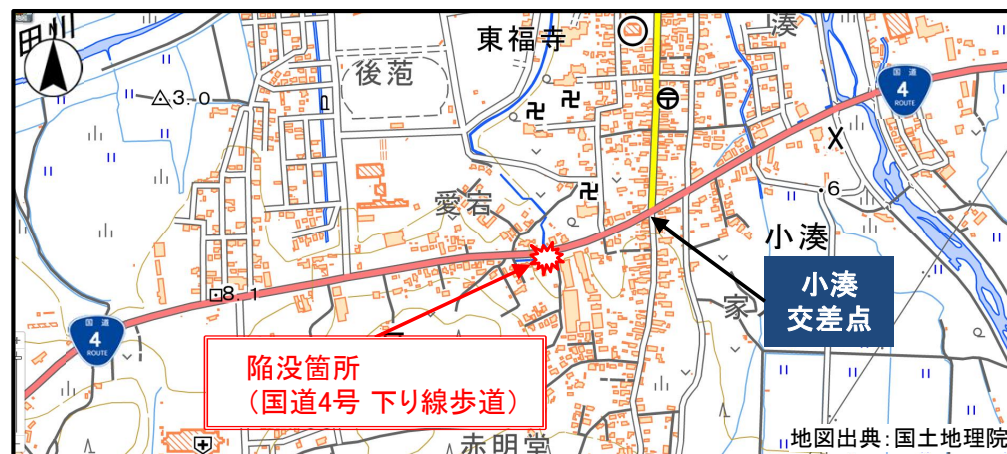 田川
東福寺
湊
後萢
国道
4
ROUTE
3.0
6
愛宕
小湊
小湊
交差点
8.1
家
国道
4
ROUTE
陥没箇所
(国道4号 下り線歩道)
赤明堂
地図出典:国土地理院